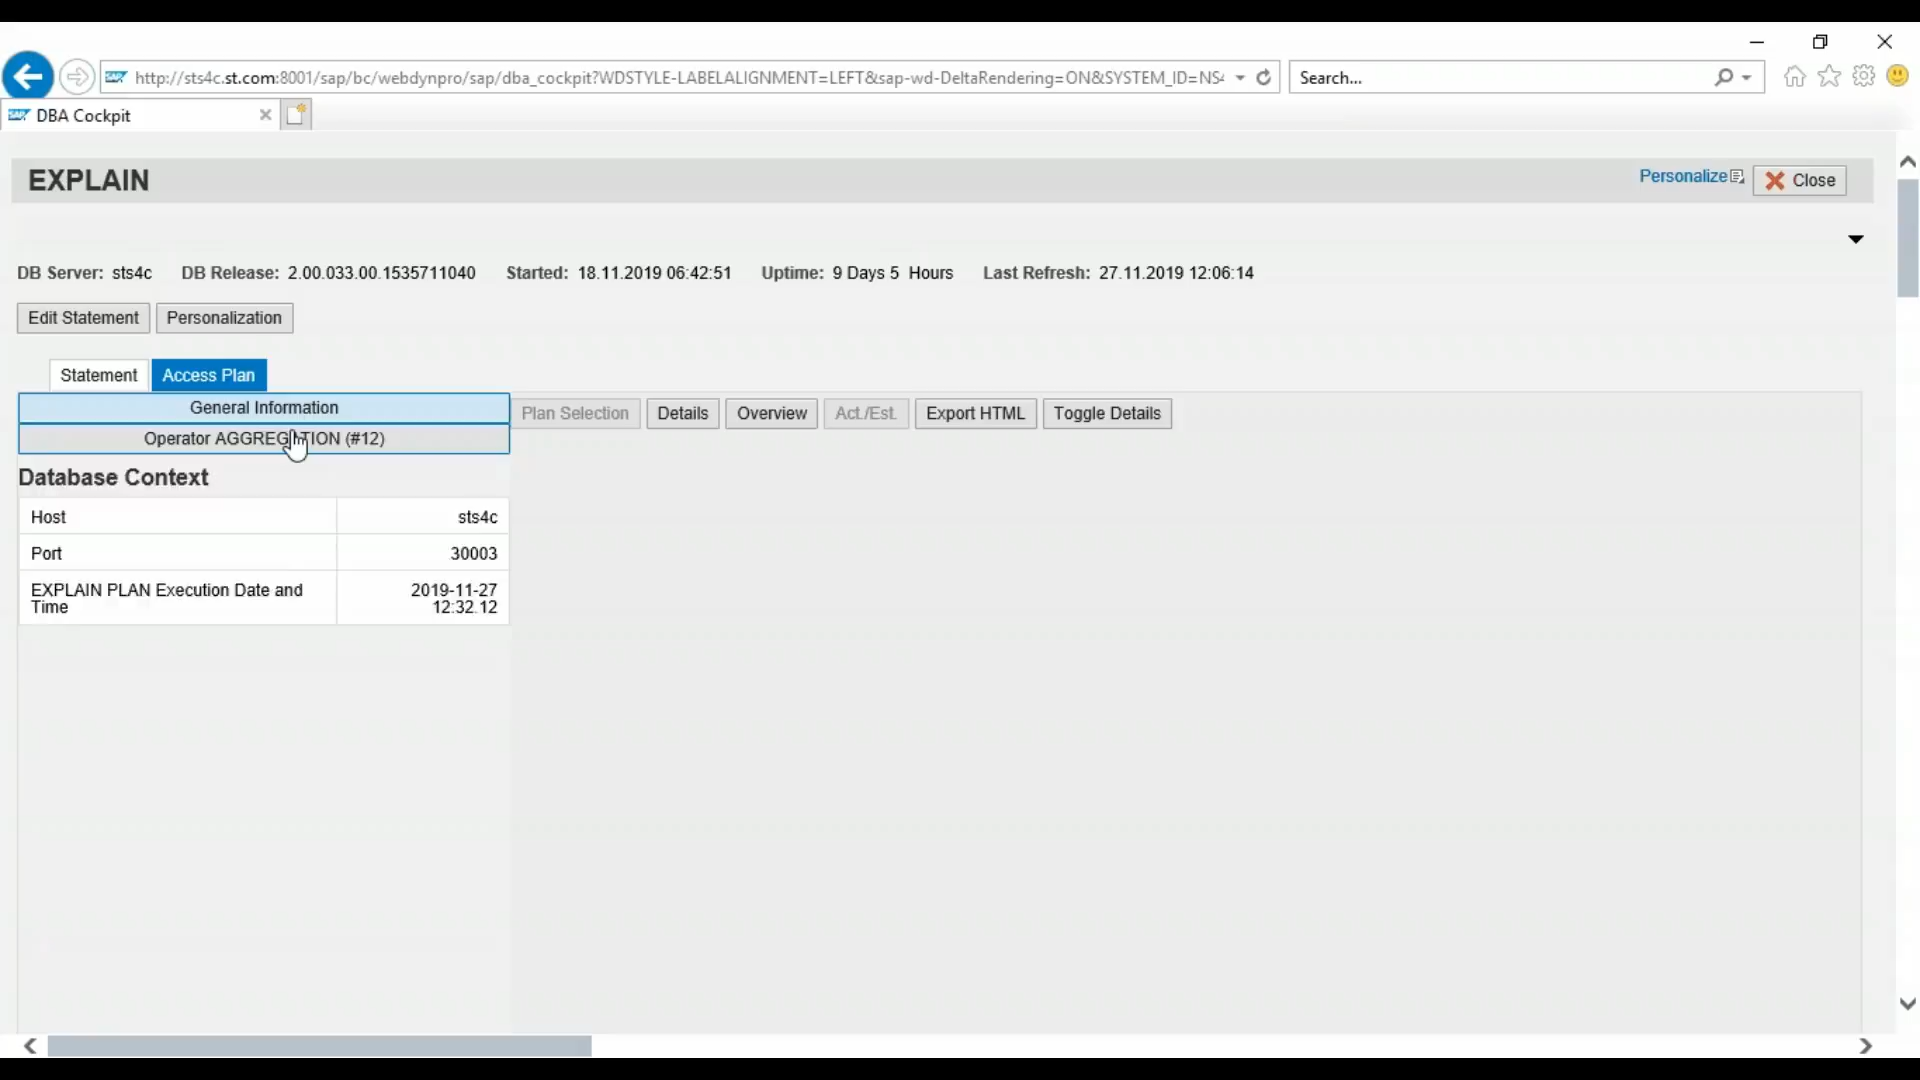 http://sts4c.st.com:8001/sap/bc/webdynpro/sap/dba_cockpit?WDSTYLE-LABELALIGNMENT=LEFT&sap-wd-DeltaRendering=ON&SYSTEM_ID=NS4
Search...
SAP DBA Cockpit
EXPLAIN
Personalize
Close
DB Server: sts4c DB Release: 2.00.033.00.1535711040 Started: 18.11.2019 06:42:51 Uptime: 9 Days 5 Hours Last Refresh: 27.11.2019 12:06:14
Edit Statement Personalization
Statement Access Plan
General Information
Plan Selection Details Overview Act./Est. Export HTML Toggle Details
Operator AGGREGATION (#12)
Database Context
Host sts4c
Port 30003
EXPLAIN PLAN Execution Date and Time 2019-11-27 12:32.12